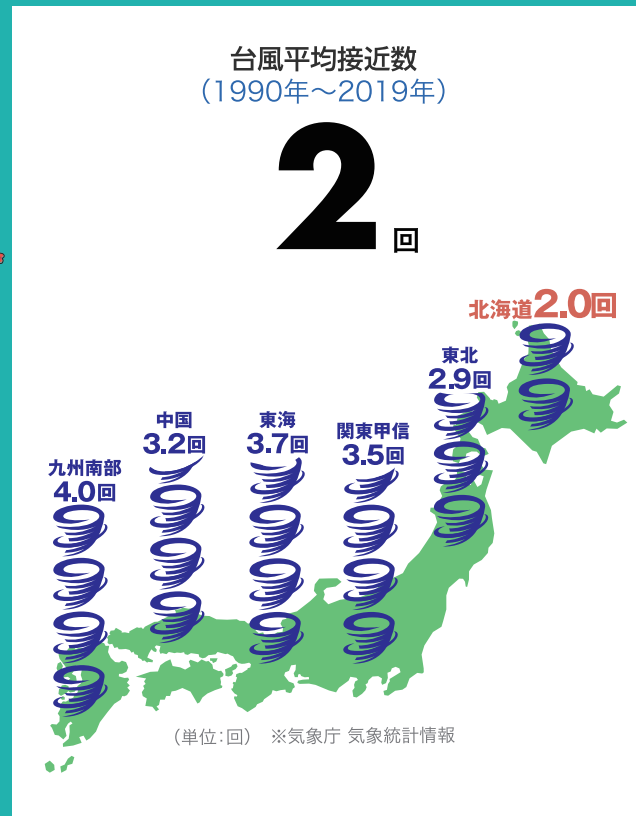 台風平均接近数
（1990年～2019年）
2回
北海道2.0回
東北
2.9回
関東甲信
3.5回
東海
3.7回
中国
3.2回
九州南部
4.0回
（単位：回） ※気象庁 気象統計情報